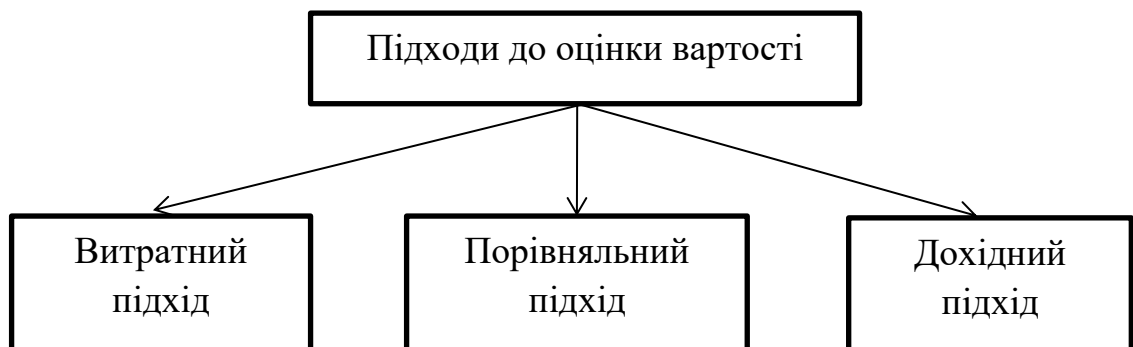 Підходи до оцінки вартості
Витратний
підхід
Порівняльний
підхід
Дохідний
підхід